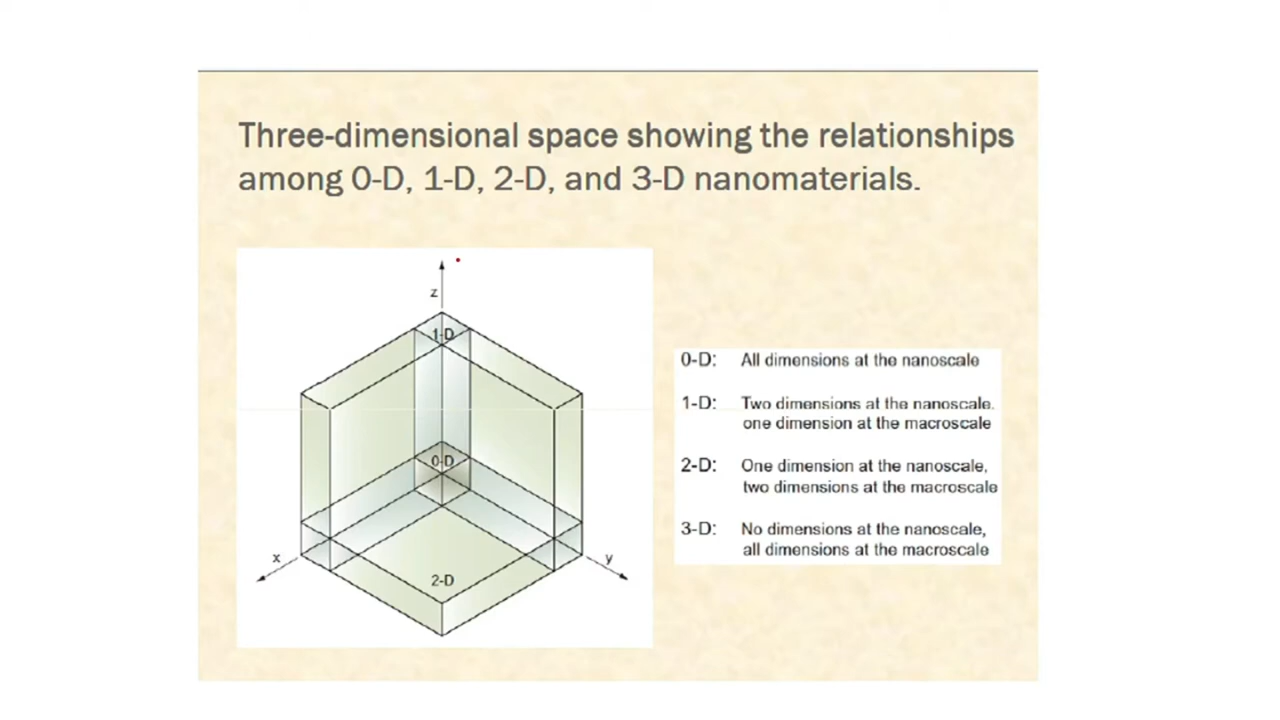 Three-dimensional space showing the relationships
among 0-D, 1-D, 2-D, and 3-D nanomaterials.
z
1-D
0-D
x
y
2-D
0-D: All dimensions at the nanoscale
1-D: Two dimensions at the nanoscale,
one dimension at the macroscale
2-D: One dimension at the nanoscale,
two dimensions at the macroscale
3-D: No dimensions at the nanoscale,
all dimensions at the macroscale